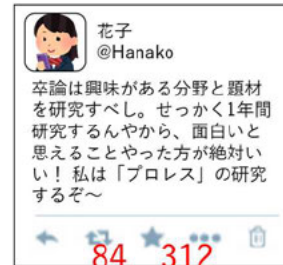 花子
@Hanako
卒論は興味がある分野と題材
を研究すべし。せっかく1年間
研究するんやから、面白いと
思えることやった方が絶対い
い！ 私は「プロレス」の研究
するぞ～
84 312